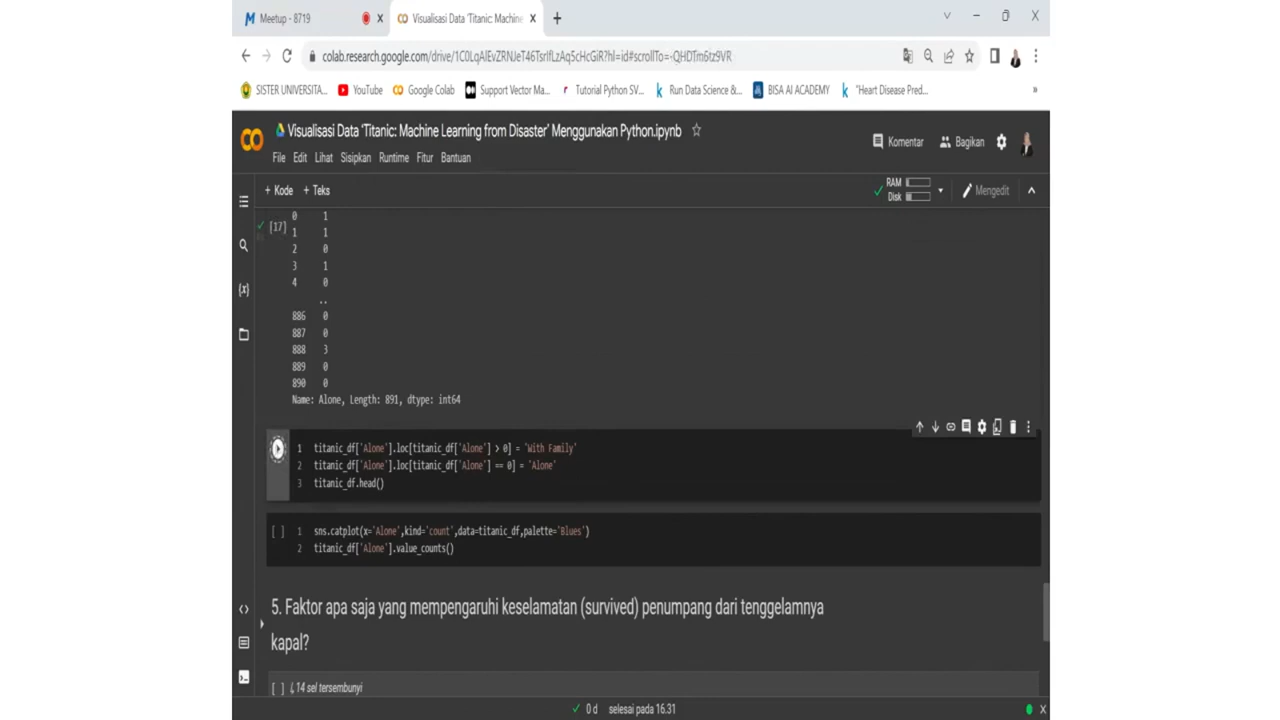 Meetup - 8719
Visualisasi Data 'Titanic: Machine
colab.research.google.com/drive/1C0LqAlEvZRNJeT46TsrIfLzAq5cHcGiR?hl=id#scrollTo=-QHDTm6tz9VR
SISTER UNIVERSITA...
YouTube
Google Colab
Support Vector Ma...
Tutorial Python SV...
Run Data Science &...
BISA AI ACADEMY
"Heart Disease Pred...
»
Visualisasi Data 'Titanic: Machine Learning from Disaster' Menggunakan Python.ipynb
Komentar
Bagikan
File Edit Lihat Sisipkan Runtime Fitur Bantuan
+ Kode + Teks
RAM
Disk
Mengedit
[17]
0 1
1 1
2 0
3 1
4 0
..
886 0
887 0
888 3
889 0
890 0
Name: Alone, Length: 891, dtype: int64
1 titanic_df['Alone'].loc[titanic_df['Alone'] > 0] = 'With Family'
2 titanic_df['Alone'].loc[titanic_df['Alone'] == 0] = 'Alone'
3 titanic_df.head()
[ ] 1 sns.catplot(x='Alone',kind='count',data=titanic_df,palette='Blues')
2 titanic_df['Alone'].value_counts()
5. Faktor apa saja yang mempengaruhi keselamatan (survived) penumpang dari tenggelamnya
kapal?
[ ] ↳ 14 sel tersembunyi
0 d selesai pada 16.31